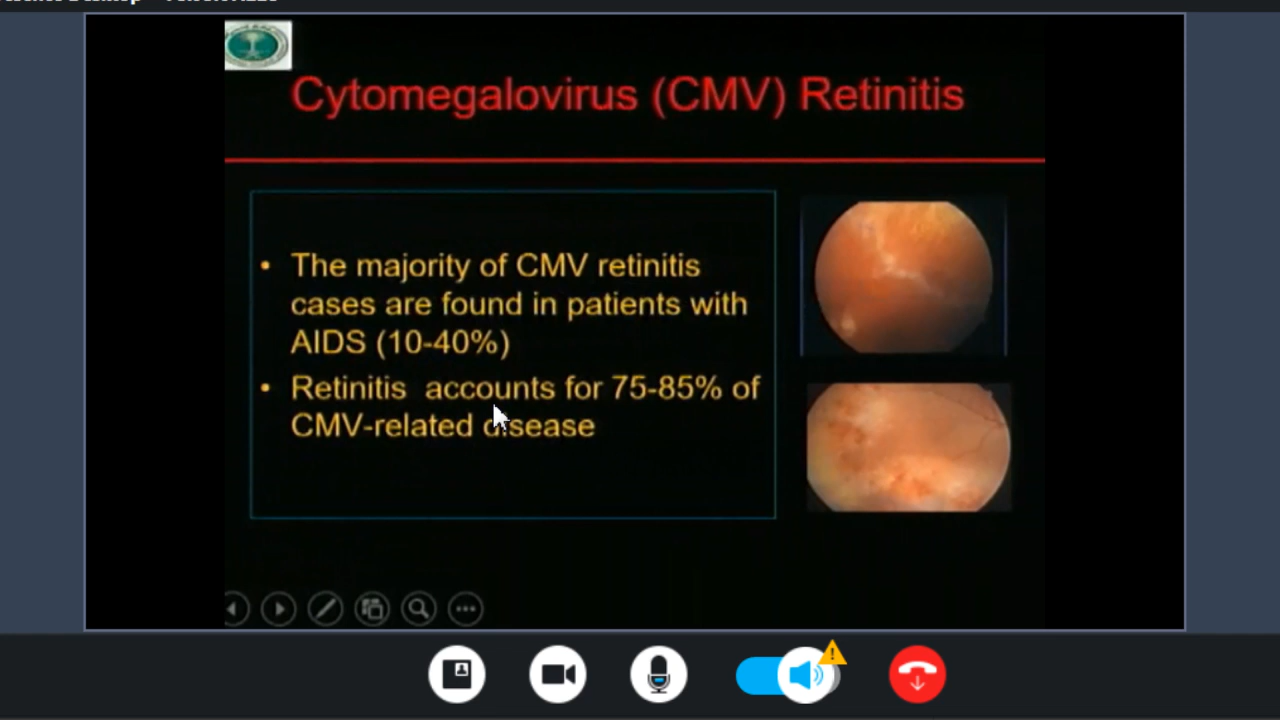 Cytomegalovirus (CMV) Retinitis
• The majority of CMV retinitis
cases are found in patients with
AIDS (10-40%)
• Retinitis accounts for 75-85% of
CMV-related disease